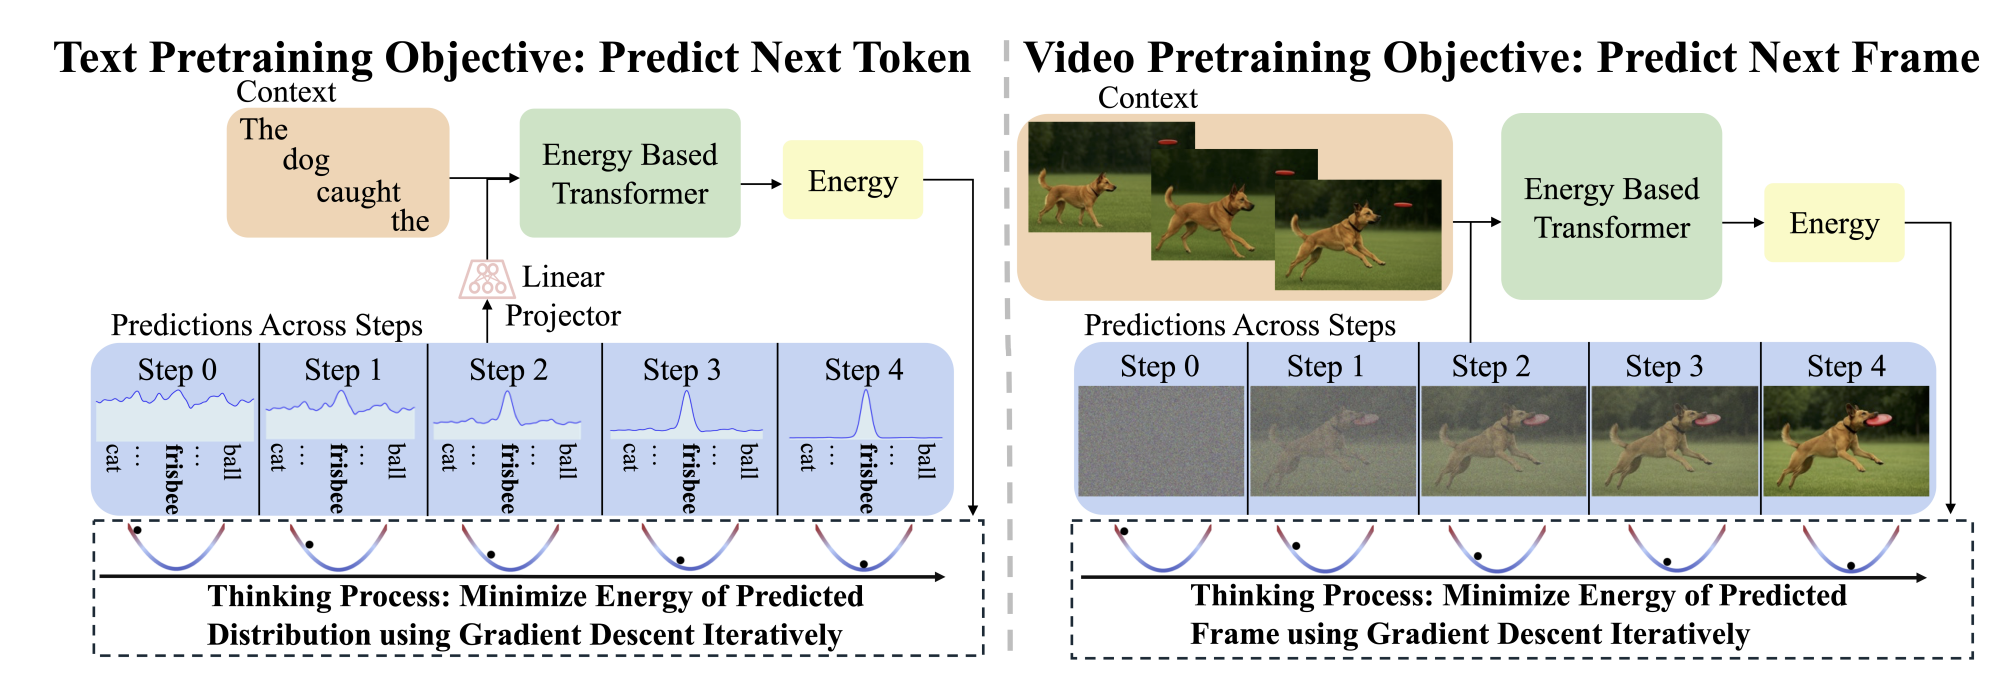 Text Pretraining Objective: Predict Next Token
Context
The
dog
caught
the
Energy Based
Transformer
Energy
Linear
Projector
Predictions Across Steps
Step 0
Step 1
Step 2
Step 3
Step 4
cat ... frisbee ... ball
cat ... frisbee ... ball
cat ... frisbee ... ball
cat ... frisbee ... ball
cat ... frisbee ... ball
Thinking Process: Minimize Energy of Predicted
Distribution using Gradient Descent Iteratively
Video Pretraining Objective: Predict Next Frame
Context
Energy Based
Transformer
Energy
Predictions Across Steps
Step 0
Step 1
Step 2
Step 3
Step 4
Thinking Process: Minimize Energy of Predicted
Frame using Gradient Descent Iteratively